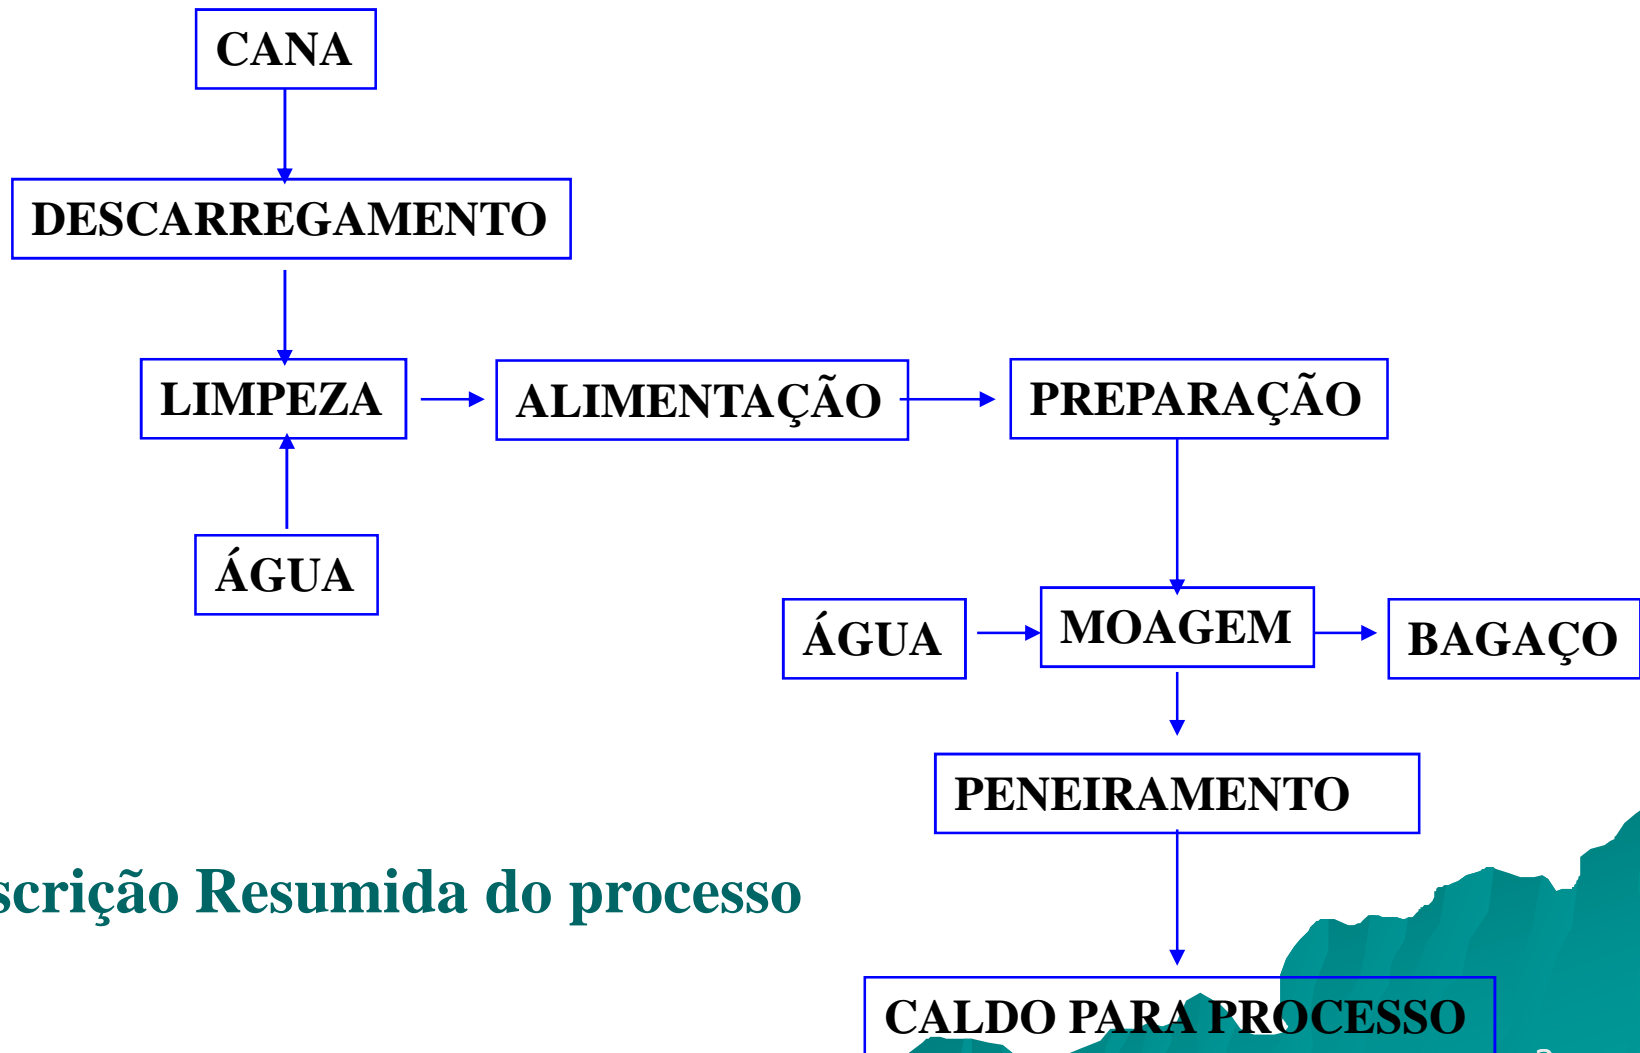 CANA
DESCARREGAMENTO
LIMPEZA
ALIMENTAÇÃO
PREPARAÇÃO
ÁGUA
ÁGUA
MOAGEM
BAGAÇO
PENEIRAMENTO
scrição Resumida do processo
CALDO PARA PROCESSO